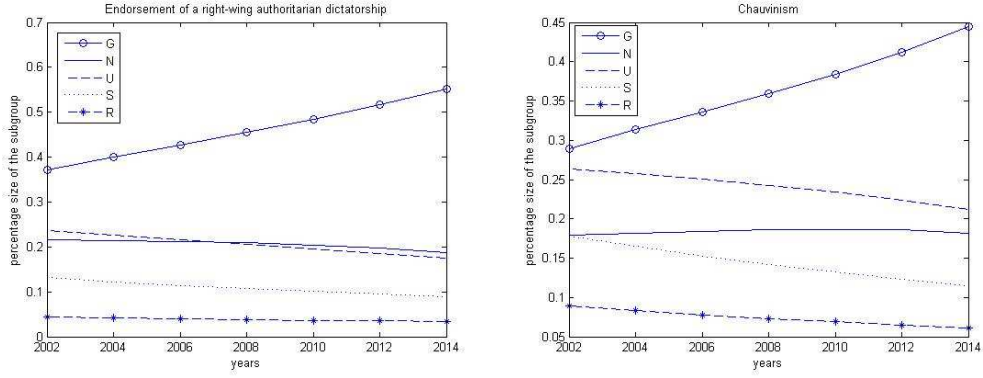 Endorsement of a right-wing authoritarian dictatorship
0.7
0.6
0.5
0.4
0.3
0.2
0.1
0
percentage size of the subgroup
G
N
U
S
R
2002 2004 2006 2008 2010 2012 2014
years
Chauvinism
0.45
0.4
0.35
0.3
0.25
0.2
0.15
0.1
0.05
percentage size of the subgroup
G
N
U
S
R
2002 2004 2006 2008 2010 2012 2014
years